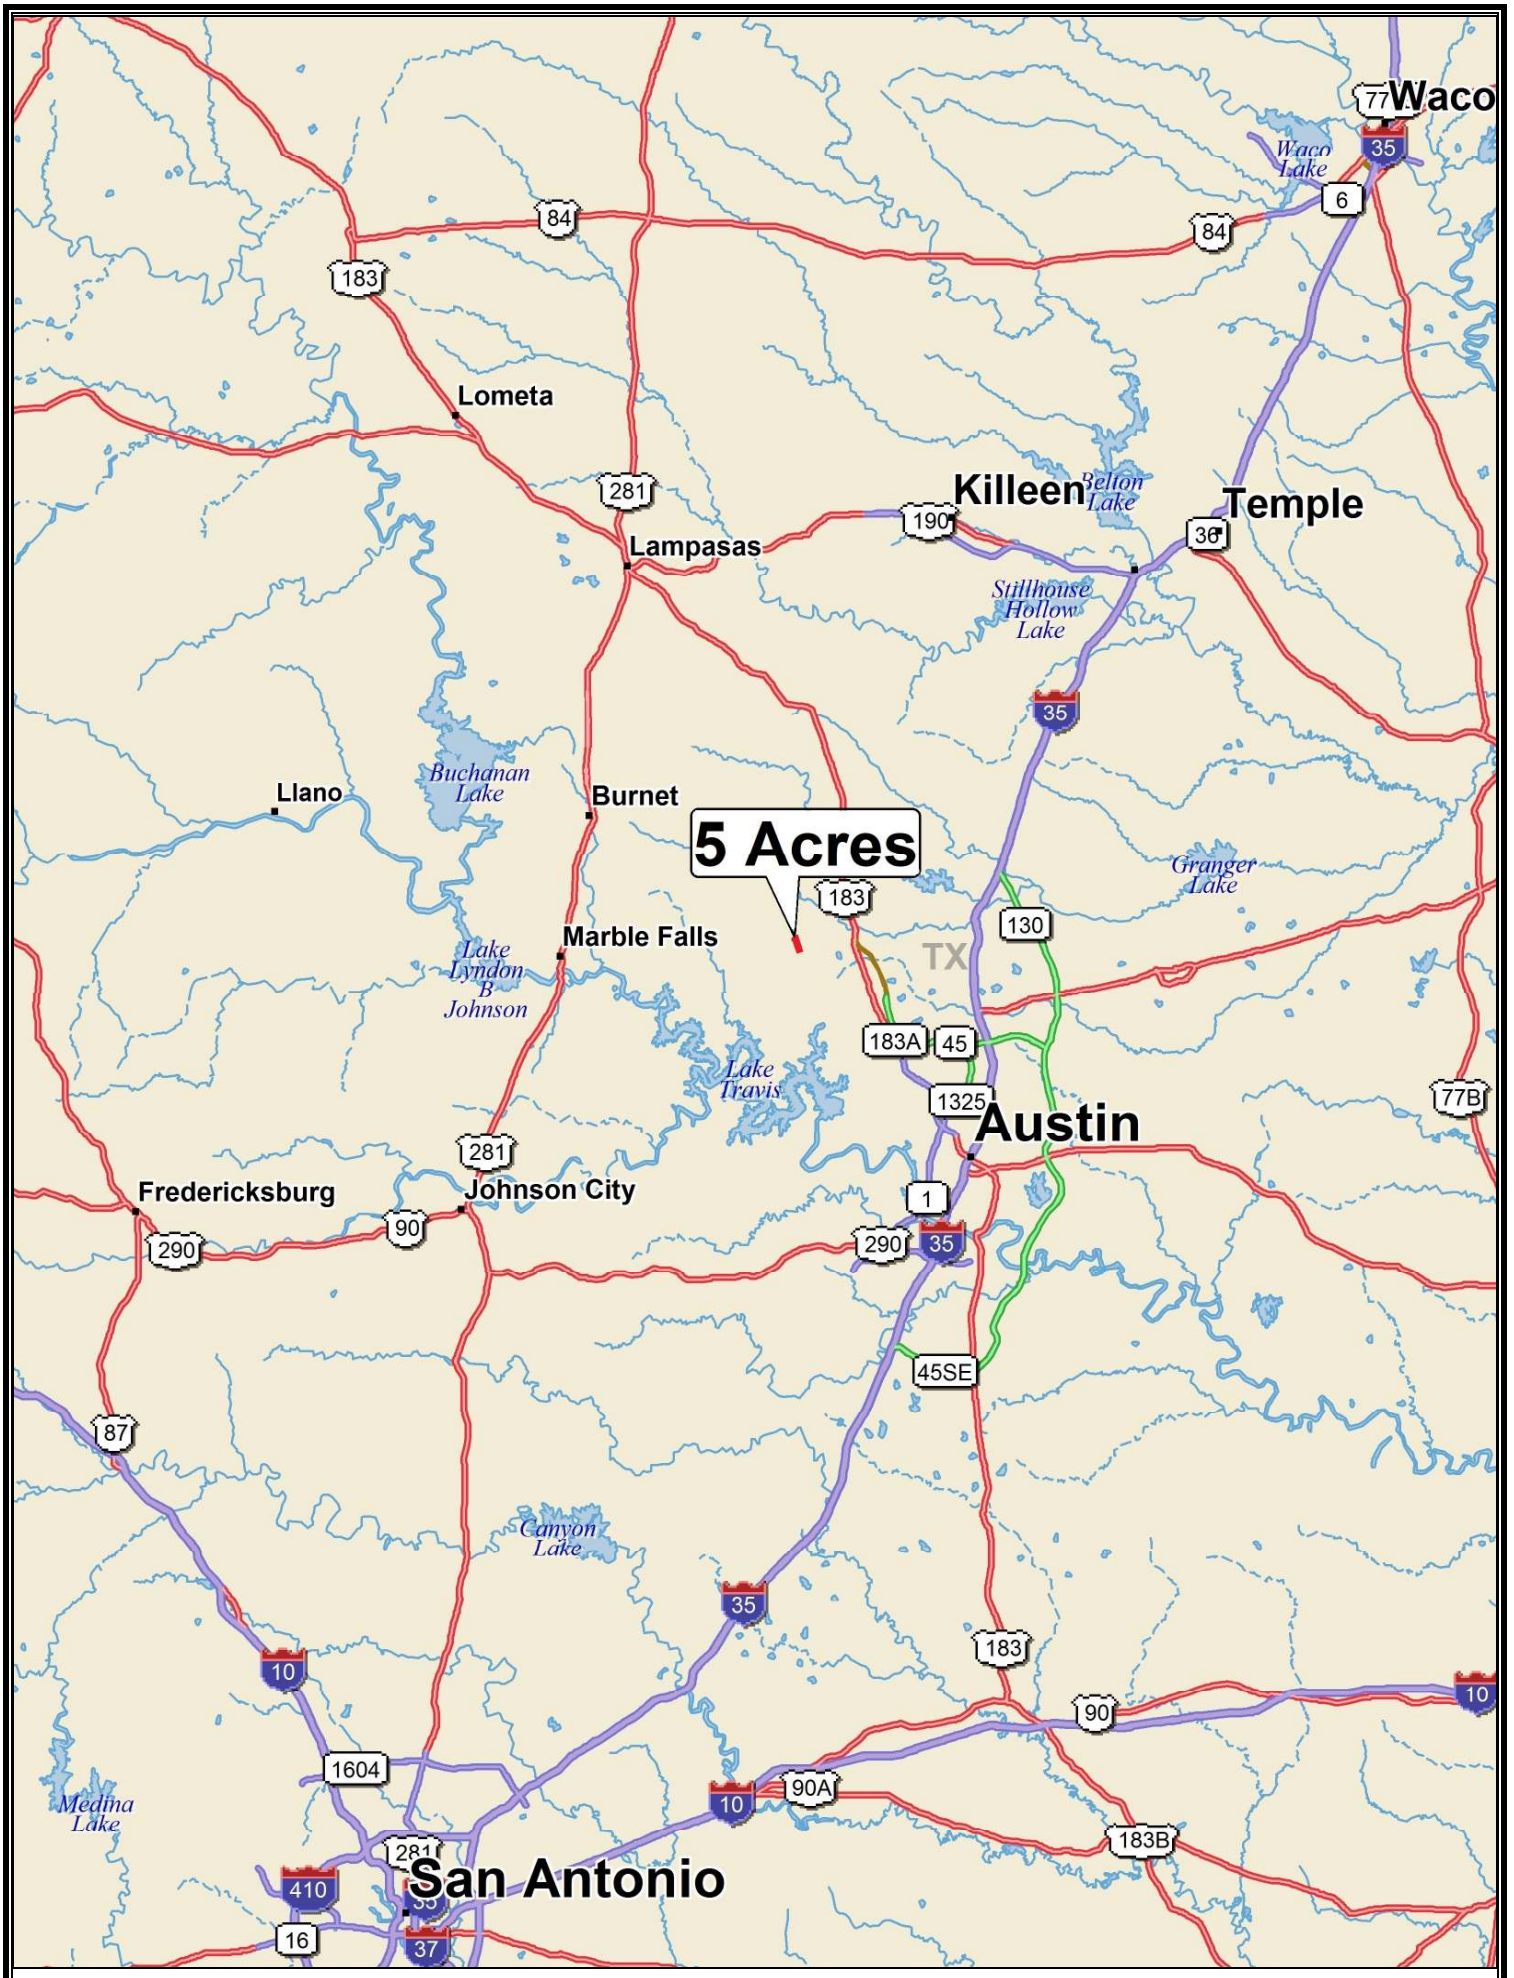 77
Waco
35
Waco
Lake
6
84
84
183
Lometa
281
Killeen
Belton
Lake
190
Temple
36
Lampasas
Stillhouse
Hollow
Lake
35
Buchanan
Lake
Llano
Burnet
5 Acres
Granger
Lake
183
130
Marble Falls
TX
Lake
Lyndon
B
Johnson
183A
45
Lake
Travis
1325
77B
Austin
281
Fredericksburg
Johnson City
1
90
290
290
35
45SE
87
Canyon
Lake
35
183
10
10
90
1604
90A
10
Medina
Lake
183B
281
San Antonio
410
35
16
37